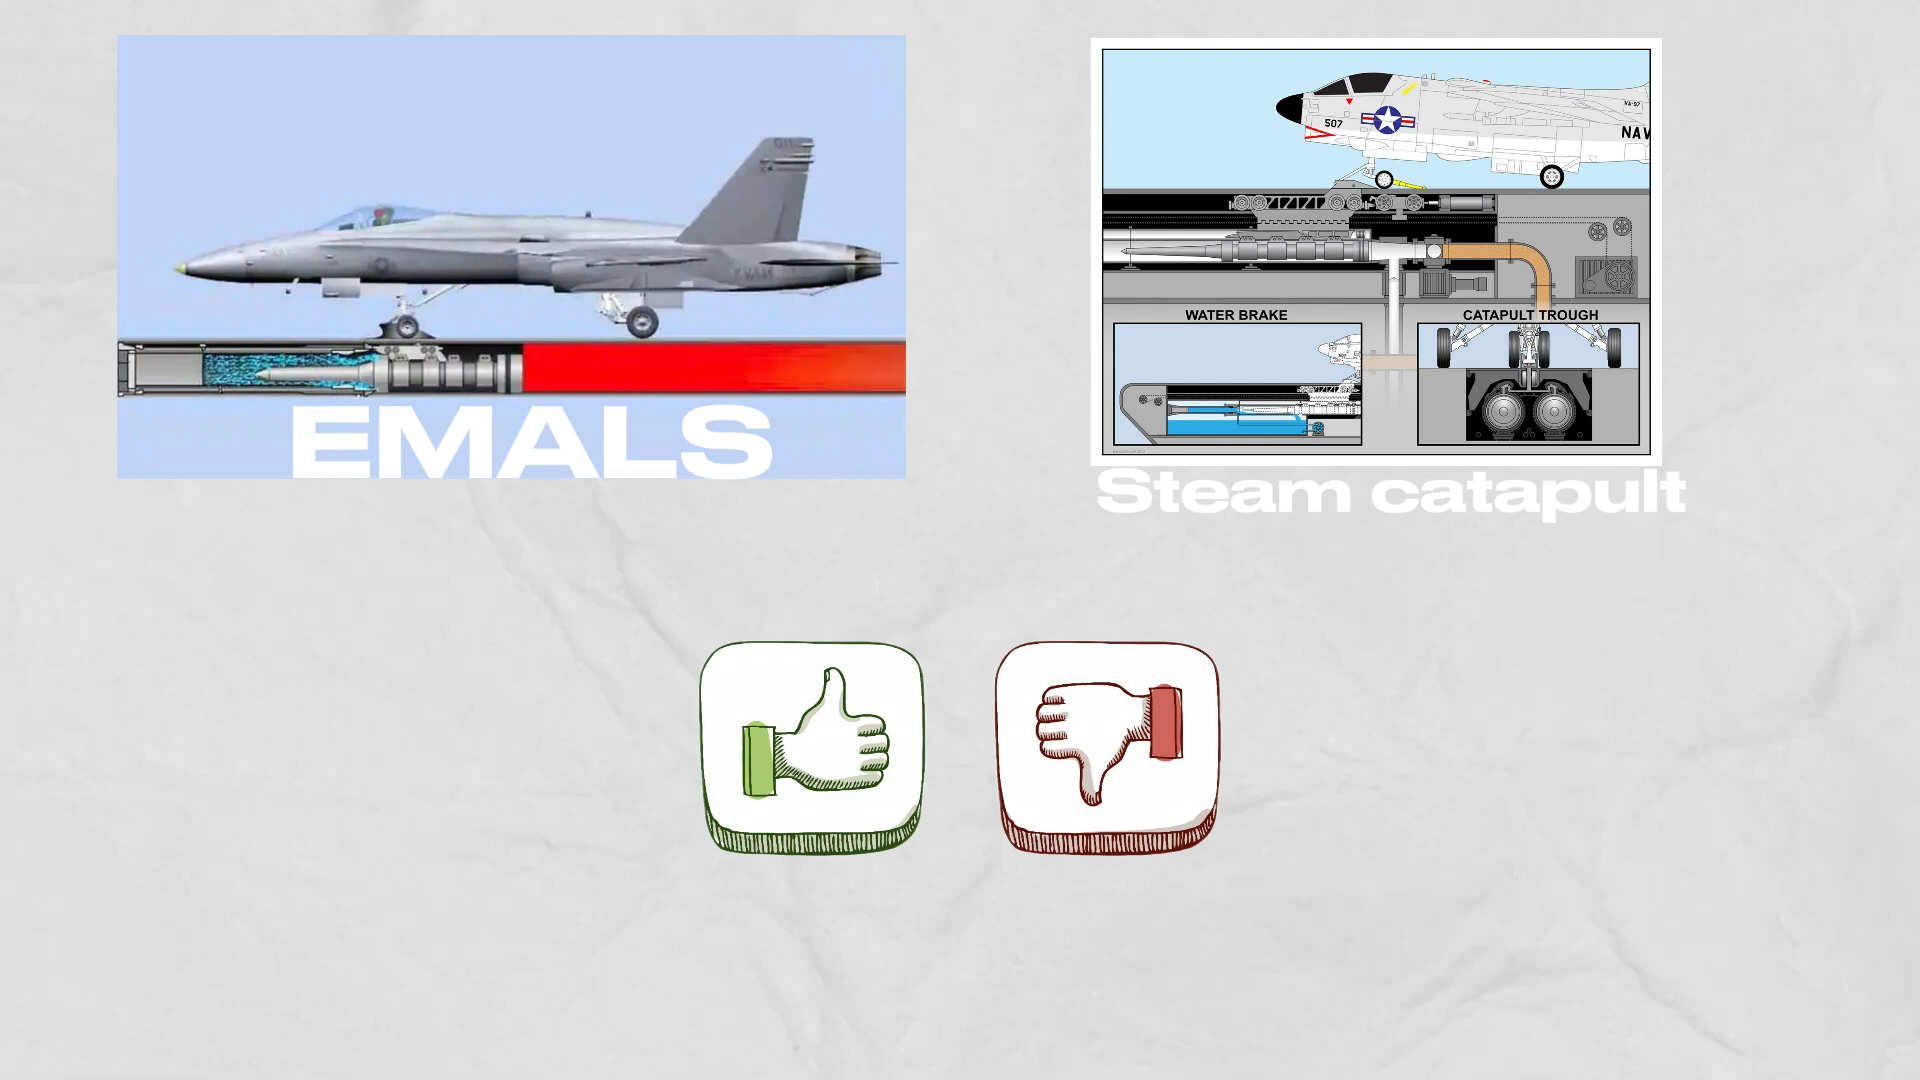 EMALS
507
NAV
WATER BRAKE
CATAPULT TROUGH
Steam catapult